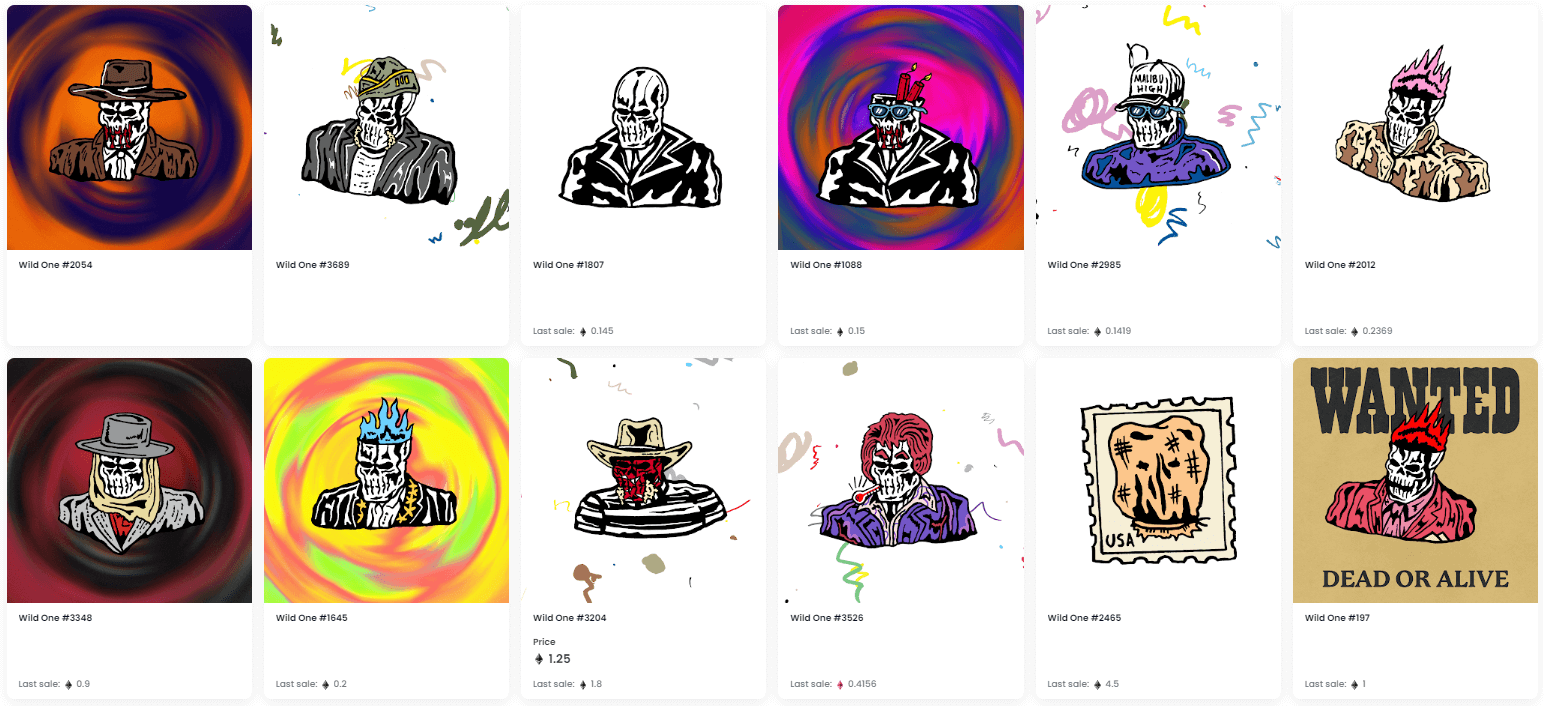 MALIBU
HIGH
Wild One #2054
Wild One #3689
Wild One #1807
Wild One #1088
Wild One #2985
Wild One #2012
Last sale: 0.145
Last sale: 0.15
Last sale: 0.1419
Last sale: 0.2369
WANTED
USA
DEAD OR ALIVE
Wild One #3348
Wild One #1645
Wild One #3204
Wild One #3526
Wild One #2465
Wild One #197
Price
1.25
Last sale: 0.9
Last sale: 0.2
Last sale: 1.8
Last sale: 0.4156
Last sale: 4.5
Last sale: 1